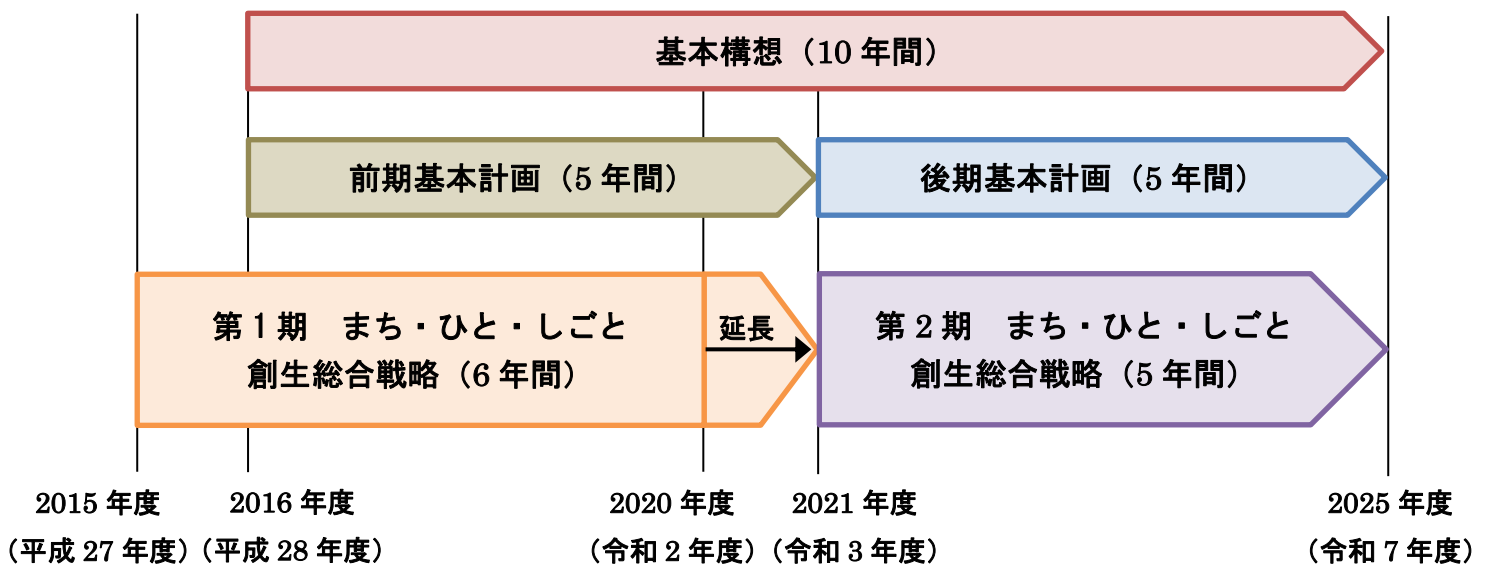 基本構想（10 年間）
前期基本計画（5 年間）
後期基本計画（5 年間）
第 1 期　まち・ひと・しごと
創生総合戦略（6 年間）
延長
第 2 期　まち・ひと・しごと
創生総合戦略（5 年間）
2015 年度
（平成 27 年度）
2016 年度
（平成 28 年度）
2020 年度
（令和 2 年度）
2021 年度
（令和 3 年度）
2025 年度
（令和 7 年度）